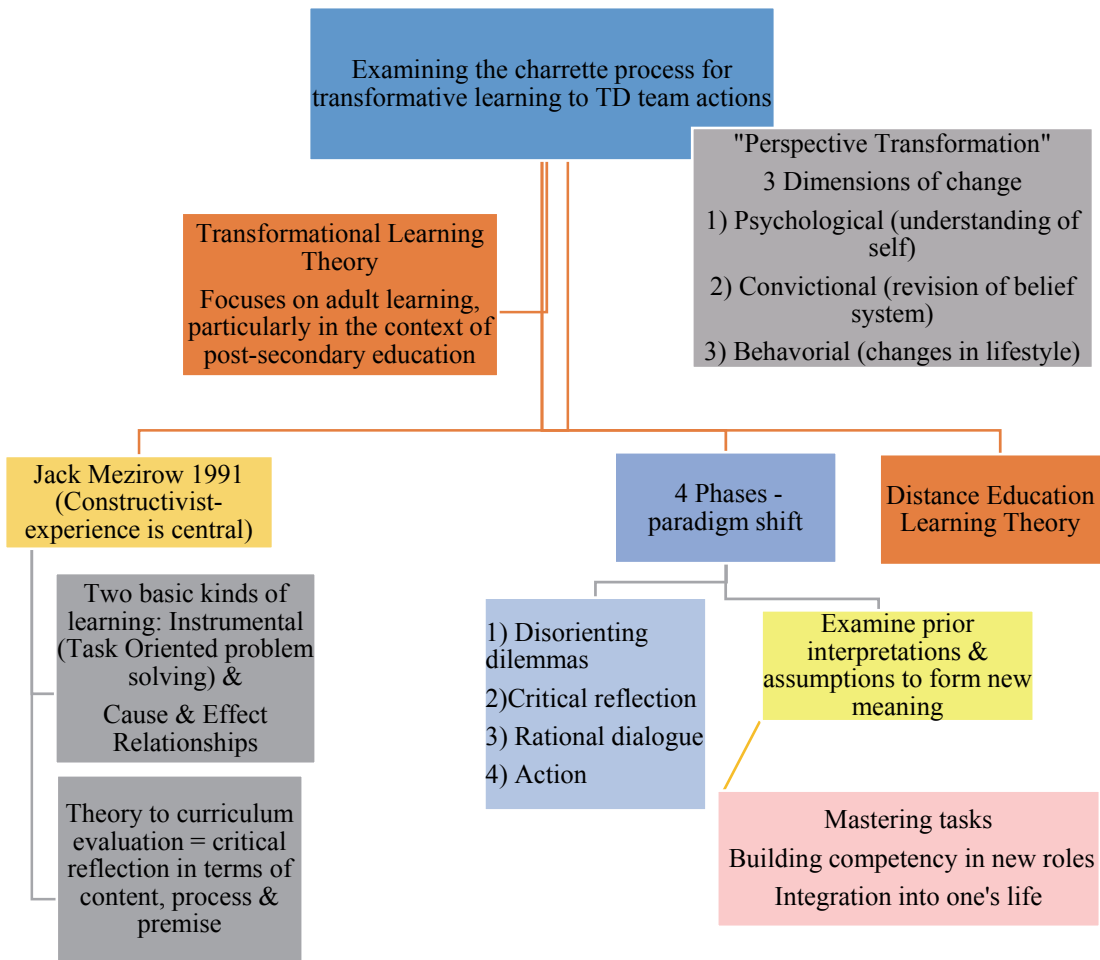 Examining the charrette process for
transformative learning to TD team actions
"Perspective Transformation"
3 Dimensions of change
1) Psychological (understanding of
self)
2) Convictional (revision of belief
system)
3) Behavorial (changes in lifestyle)
Transformational Learning
Theory
Focuses on adult learning,
particularly in the context of
post-secondary education
Jack Mezirow 1991
(Constructivist-
experience is central)
Two basic kinds of
learning: Instrumental
(Task Oriented problem
solving) &
Cause & Effect
Relationships
Theory to curriculum
evaluation = critical
reflection in terms of
content, process &
premise
4 Phases -
paradigm shift
1) Disorienting
dilemmas
2)Critical reflection
3) Rational dialogue
4) Action
Examine prior
interpretations &
assumptions to form new
meaning
Mastering tasks
Building competency in new roles
Integration into one's life
Distance Education
Learning Theory